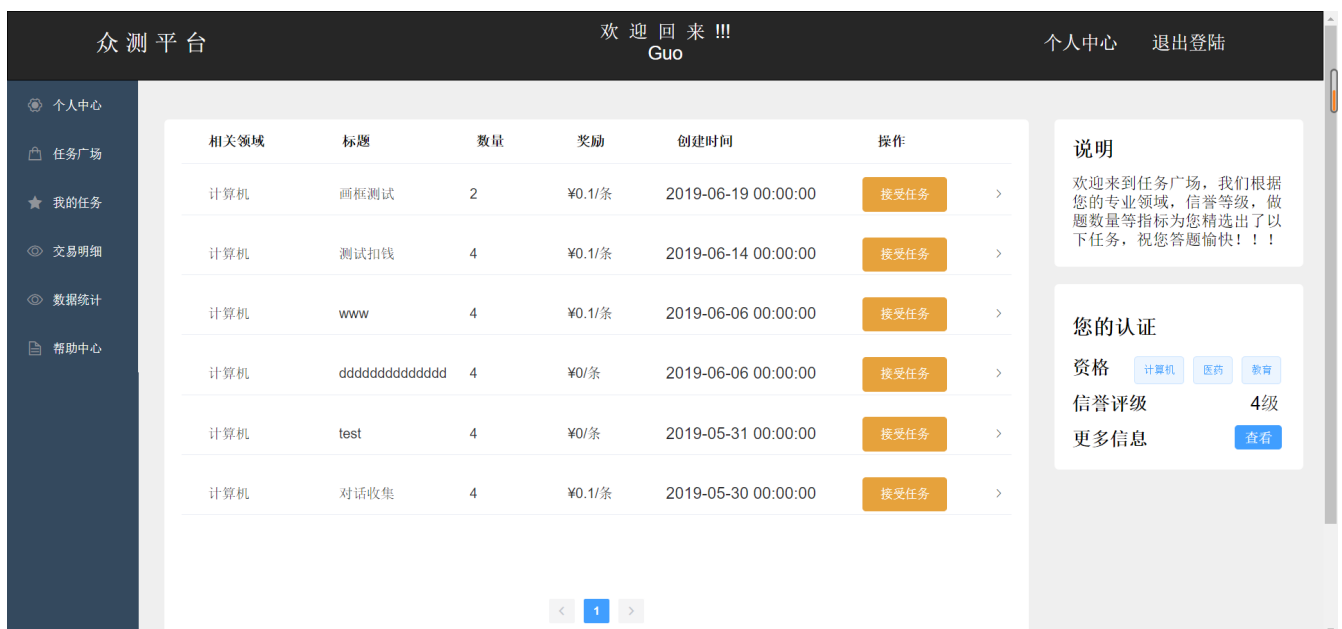 众测平台
欢迎回来!!!
Guo
个人中心 退出登陆
个人中心
任务广场
我的任务
交易明细
数据统计
帮助中心
相关领域 标题 数量 奖励 创建时间 操作
计算机 画框测试 2 ¥0.1/条 2019-06-19 00:00:00 接受任务
计算机 测试扣钱 4 ¥0.1/条 2019-06-14 00:00:00 接受任务
计算机 www 4 ¥0.1/条 2019-06-06 00:00:00 接受任务
计算机 dddddddddddddd 4 ¥0/条 2019-06-06 00:00:00 接受任务
计算机 test 4 ¥0/条 2019-05-31 00:00:00 接受任务
计算机 对话收集 4 ¥0.1/条 2019-05-30 00:00:00 接受任务
1
说明
欢迎来到任务广场，我们根据
您的专业领域，信誉等级，做
题数量等指标为您精选出了以
下任务，祝您答题愉快！！！
您的认证
资格 计算机 医药 教育
信誉评级 4级
更多信息 查看